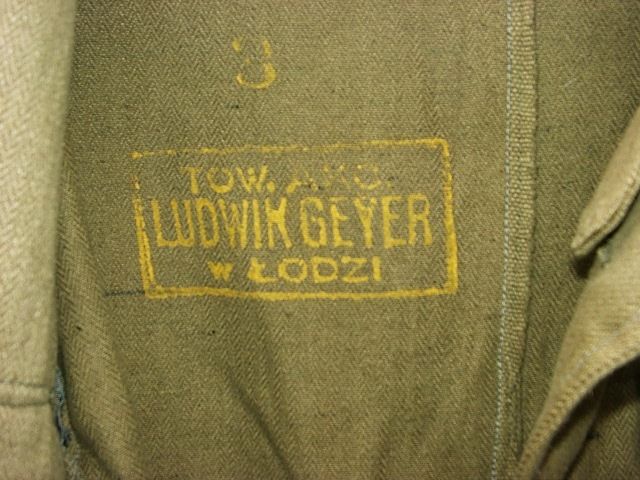 3
TOW. AKC.
LUDWIK GEYER
W ŁODZI